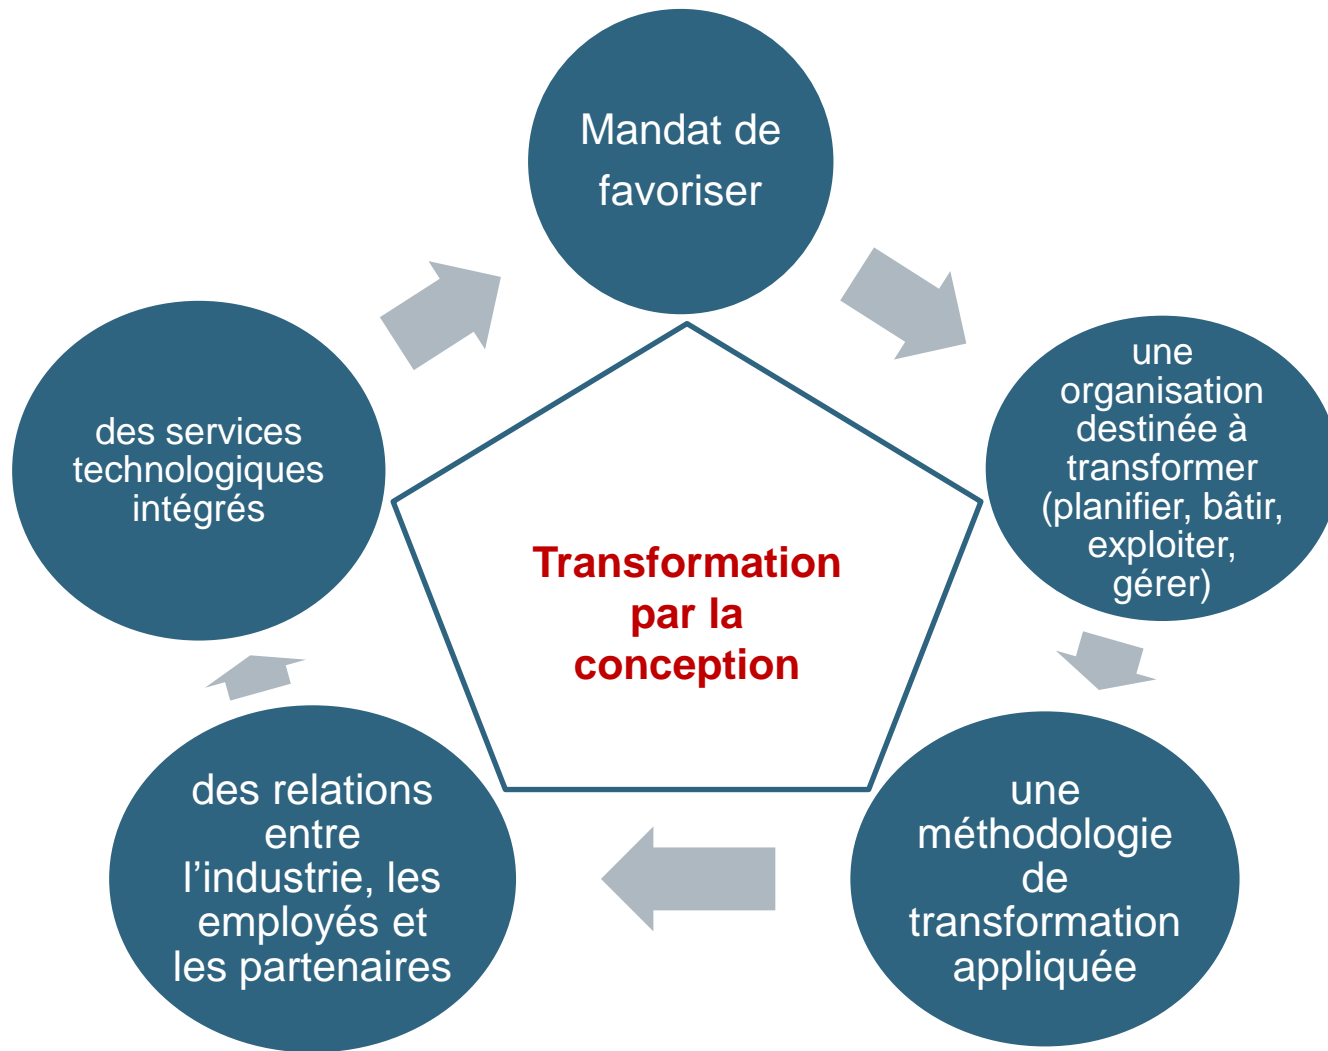 Mandat de
favoriser
une
organisation
destinée à
transformer
(planifier, bâtir,
exploiter,
gérer)
une
méthodologie
de
transformation
appliquée
des relations
entre
l’industrie, les
employés et
les partenaires
des services
technologiques
intégrés
Transformation
par la
conception